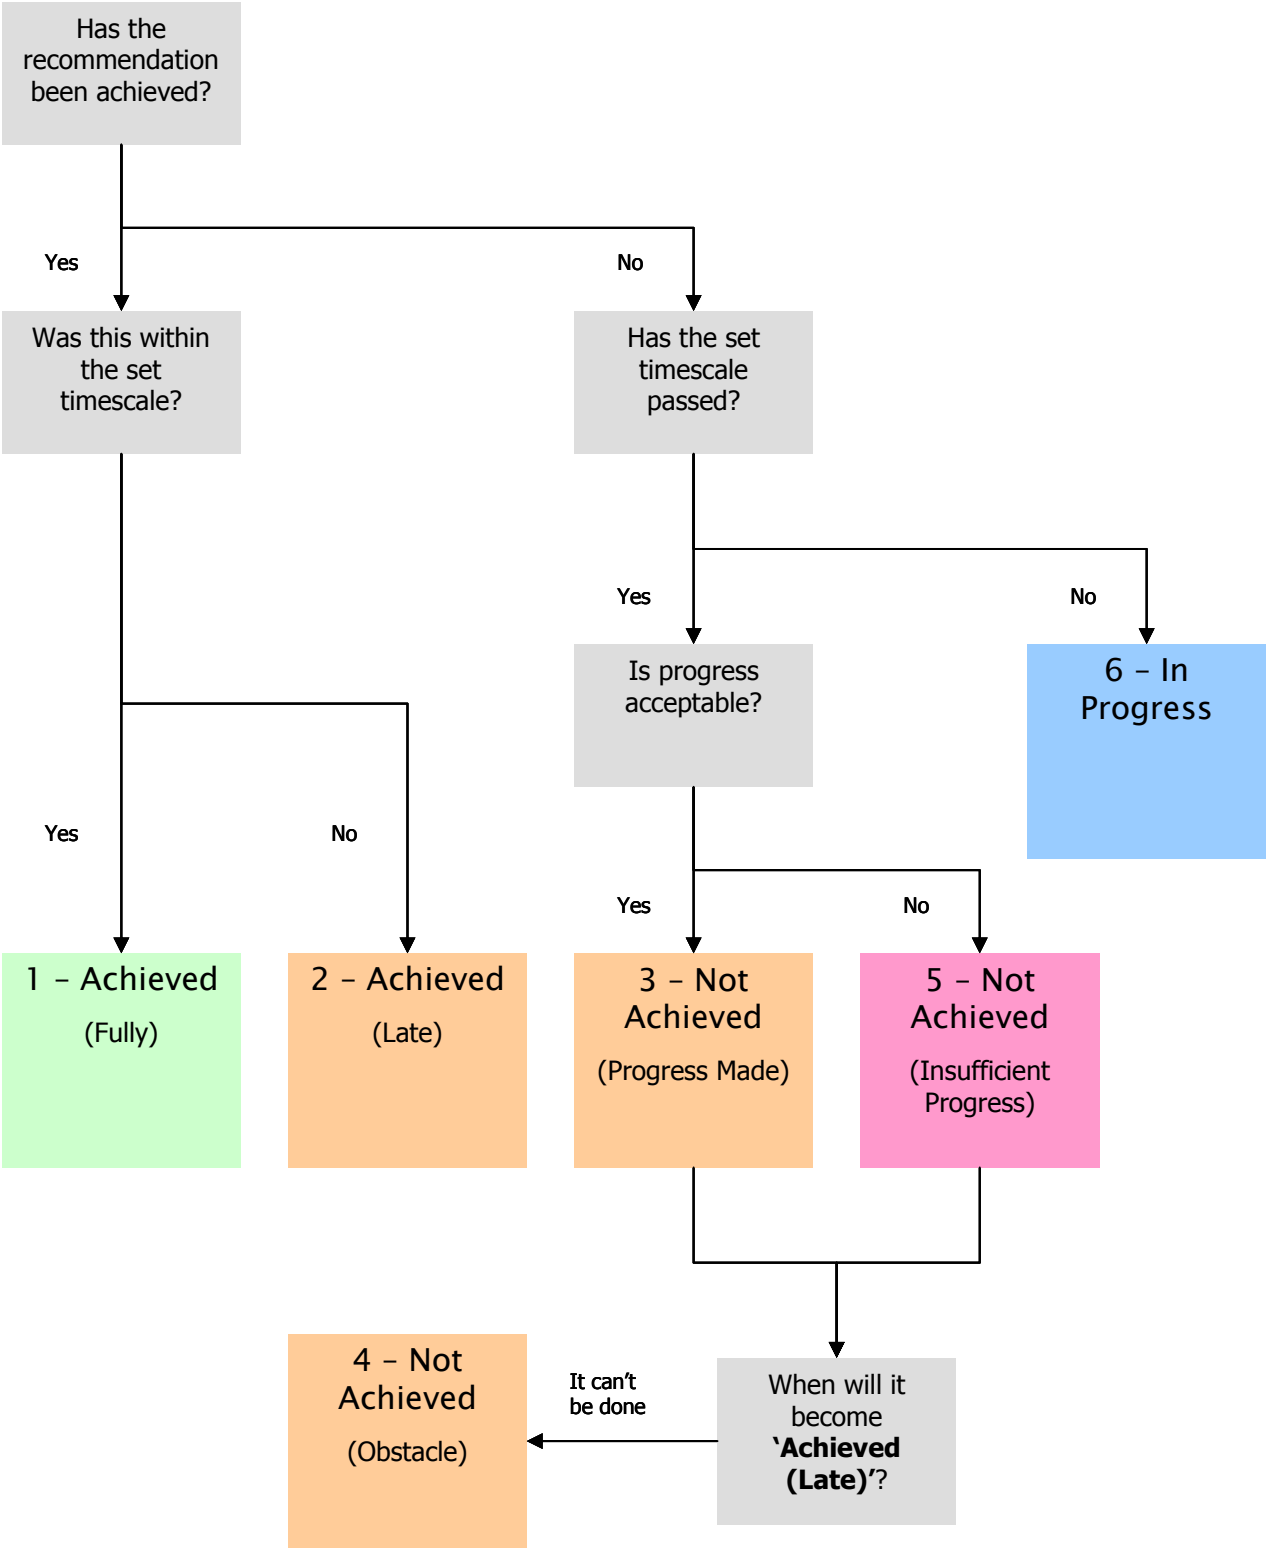 Has the
recommendation
been achieved?
Yes
No
Was this within
the set
timescale?
Has the set
timescale
passed?
Yes
No
Is progress
acceptable?
6 – In
Progress
Yes
No
Yes
No
1 – Achieved
(Fully)
2 – Achieved
(Late)
3 – Not
Achieved
(Progress Made)
5 – Not
Achieved
(Insufficient
Progress)
4 – Not
Achieved
(Obstacle)
It can't
be done
When will it
become
‘Achieved
(Late)’?